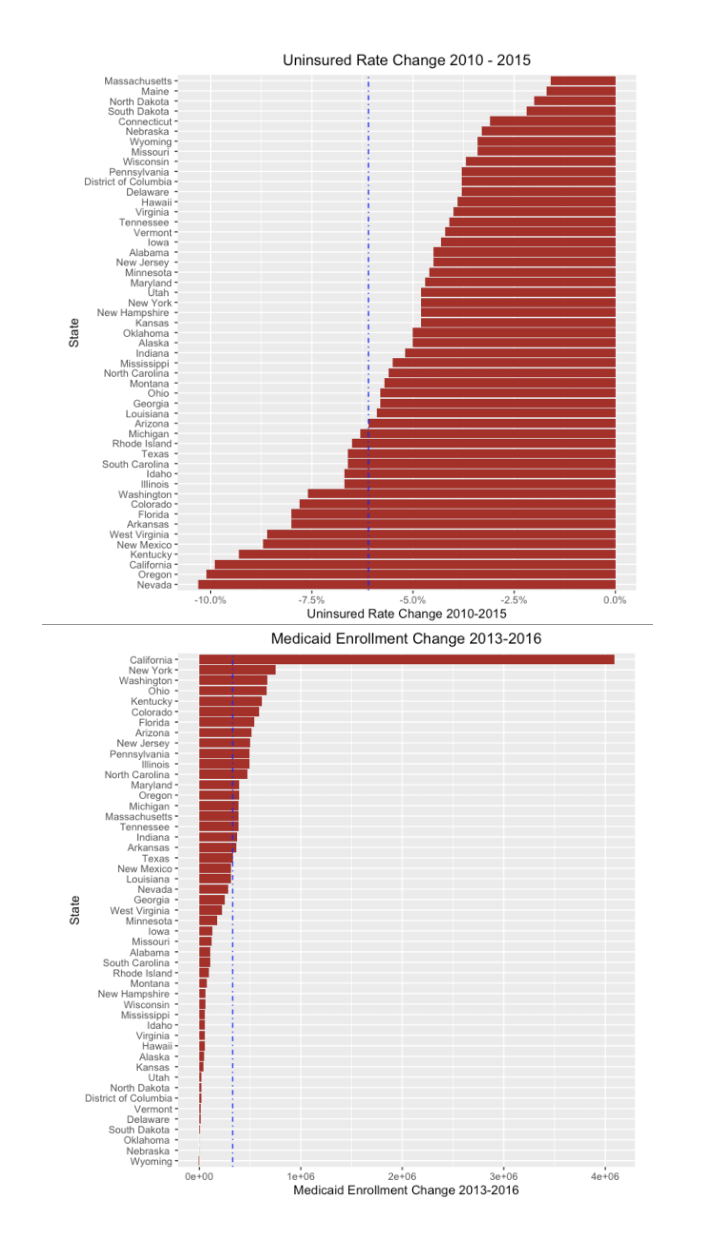 Uninsured Rate Change 2010 - 2015
Massachusetts
Maine
North Dakota
South Dakota
Connecticut
Nebraska
Wyoming
Missouri
Wisconsin
Pennsylvania
District of Columbia
Delaware
Hawaii
Virginia
Tennessee
Vermont
Iowa
Alabama
New Jersey
Minnesota
Maryland
Utah
New York
New Hampshire
Kansas
Oklahoma
Alaska
Indiana
Mississippi
North Carolina
Montana
Ohio
Georgia
Louisiana
Arizona
Michigan
Rhode Island
Texas
South Carolina
Idaho
Illinois
Washington
Colorado
Florida
Arkansas
West Virginia
New Mexico
Kentucky
California
Oregon
Nevada
State
-10.0% -7.5% -5.0% -2.5% 0.0%
Uninsured Rate Change 2010-2015
Medicaid Enrollment Change 2013-2016
California
New York
Washington
Ohio
Kentucky
Colorado
Florida
Arizona
New Jersey
Pennsylvania
Illinois
North Carolina
Maryland
Oregon
Michigan
Massachusetts
Tennessee
Indiana
Arkansas
Texas
New Mexico
Louisiana
Nevada
Georgia
West Virginia
Minnesota
Iowa
Missouri
Alabama
South Carolina
Rhode Island
Montana
New Hampshire
Wisconsin
Mississippi
Idaho
Virginia
Hawaii
Alaska
Kansas
Utah
North Dakota
District of Columbia
Vermont
Delaware
South Dakota
Oklahoma
Nebraska
Wyoming
State
0e+00 1e+06 2e+06 3e+06 4e+06
Medicaid Enrollment Change 2013-2016